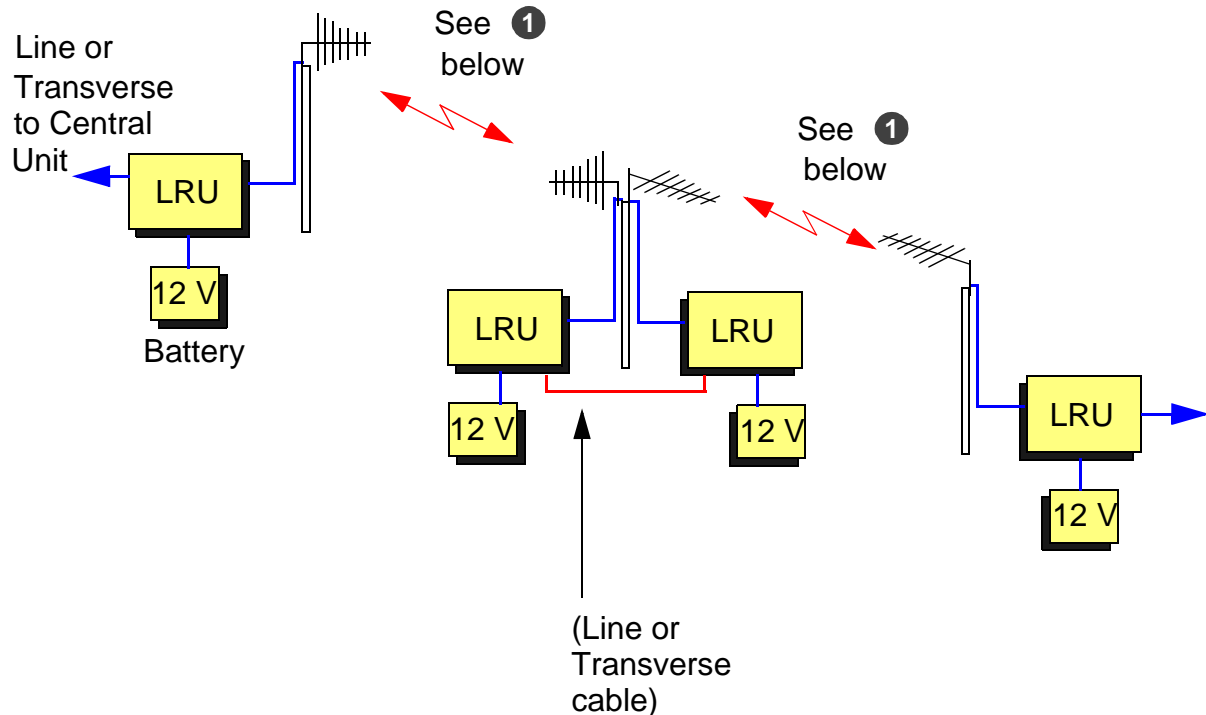 Line or
Transverse
to Central
Unit
LRU
12 V
Battery
See 1
below
See 1
below
LRU
LRU
12 V
12 V
LRU
12 V
(Line or
Transverse
cable)